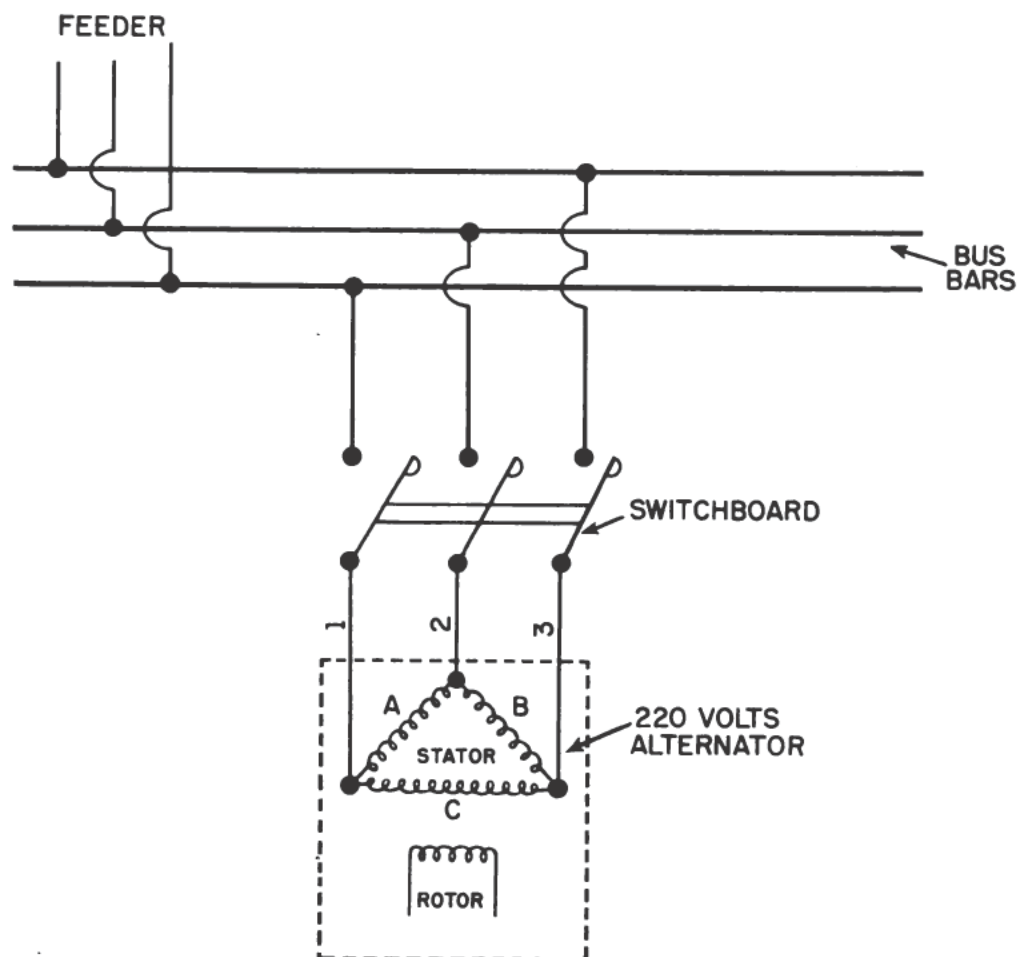 FEEDER
BUS
BARS
SWITCHBOARD
1
2
3
A
B
220 VOLTS
ALTERNATOR
STATOR
C
ROTOR